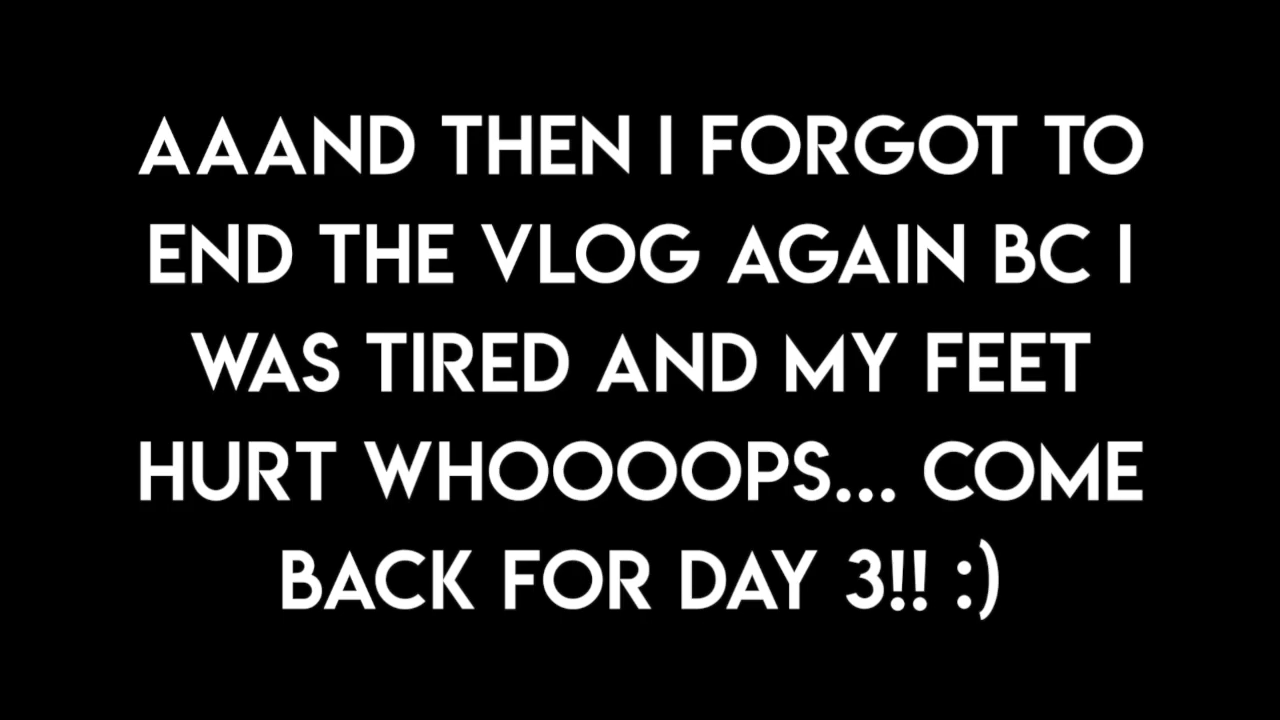 AAAND THEN I FORGOT TO
END THE VLOG AGAIN BC I
WAS TIRED AND MY FEET
HURT WHOOOOPS... COME
BACK FOR DAY 3!! :)